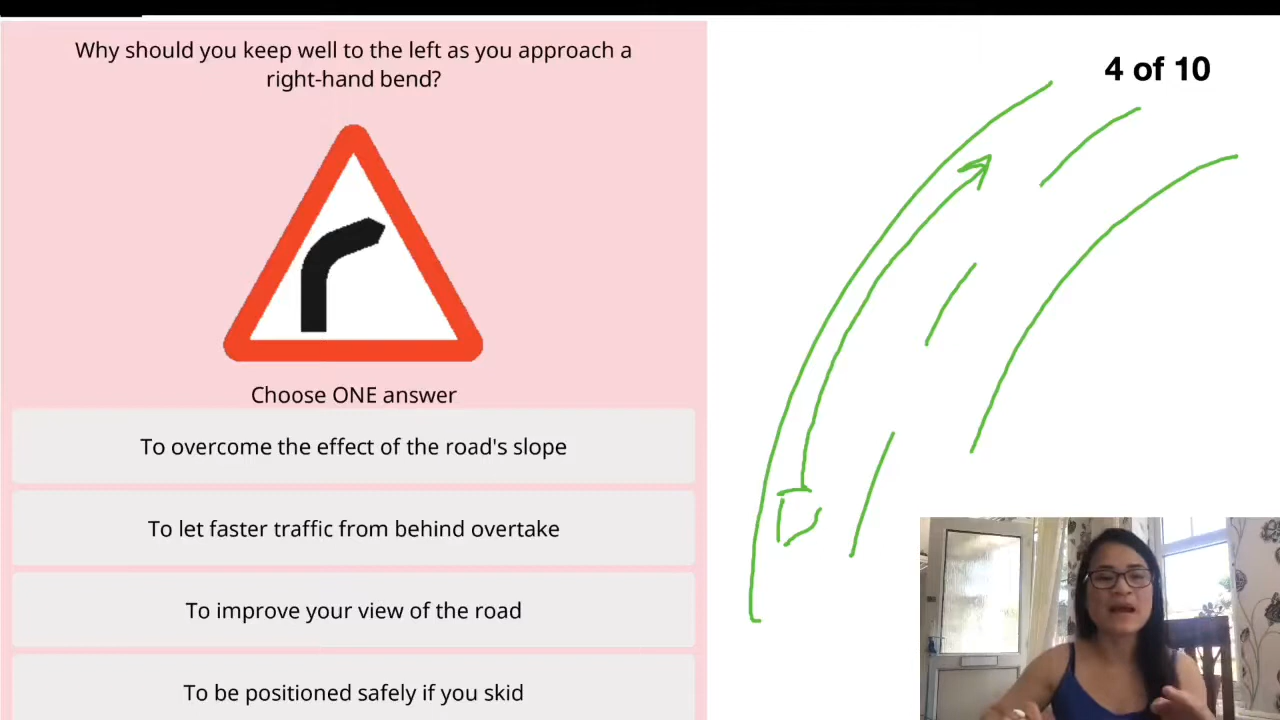 Why should you keep well to the left as you approach a
right-hand bend?
4 of 10
Choose ONE answer
To overcome the effect of the road's slope
To let faster traffic from behind overtake
To improve your view of the road
To be positioned safely if you skid